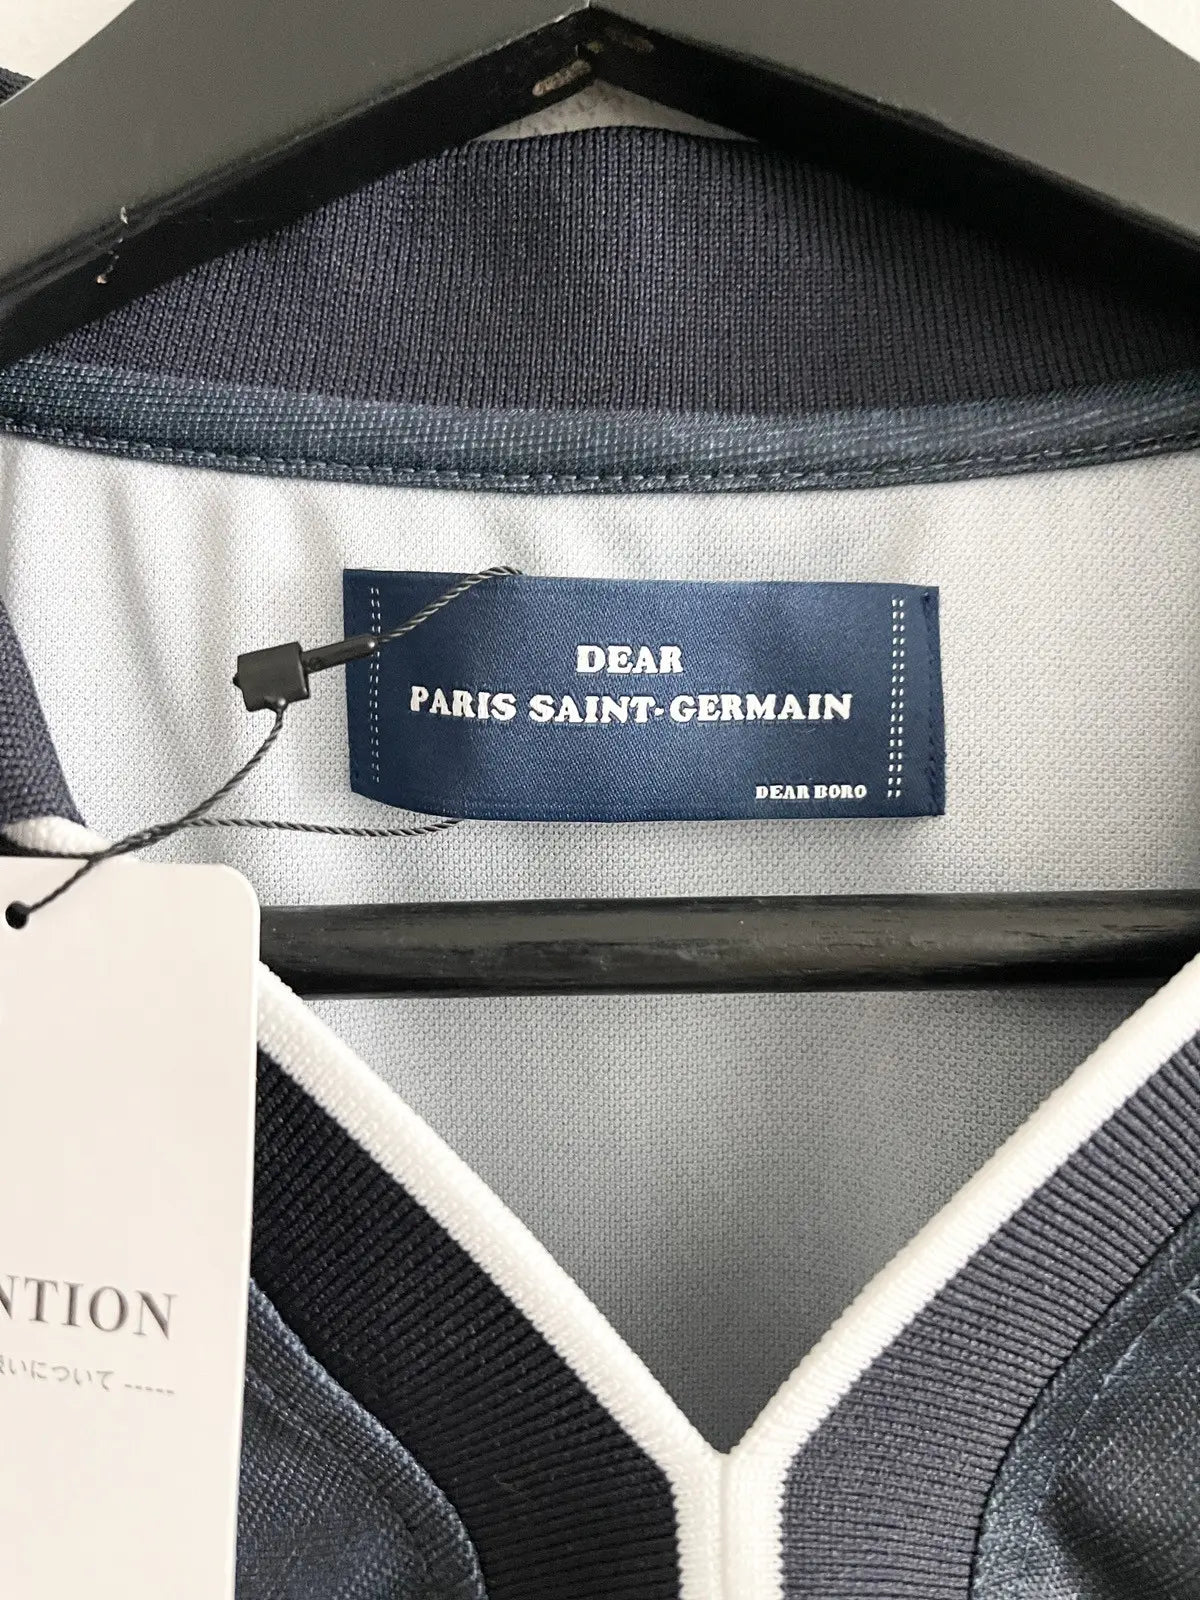 DEAR
PARIS SAINT-GERMAIN
DEAR BORO
NTION
いについて -----